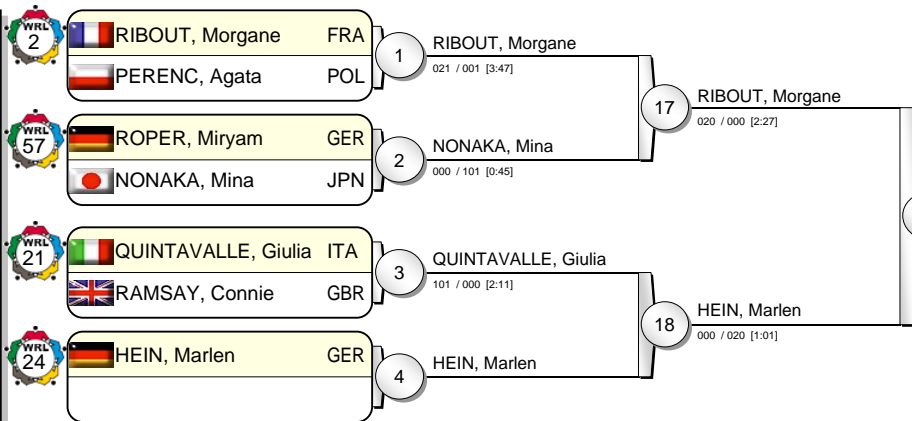 WRL
2
RIBOUT, Morgane FRA
PERENC, Agata POL
1
RIBOUT, Morgane
021 / 001 [3:47]
WRL
57
ROPER, Miryam GER
NONAKA, Mina JPN
2
NONAKA, Mina
000 / 101 [0:45]
17
RIBOUT, Morgane
020 / 000 [2:27]
WRL
21
QUINTAVALLE, Giulia ITA
RAMSAY, Connie GBR
3
QUINTAVALLE, Giulia
101 / 000 [2:11]
WRL
24
HEIN, Marlen GER
4
HEIN, Marlen
18
HEIN, Marlen
000 / 020 [1:01]